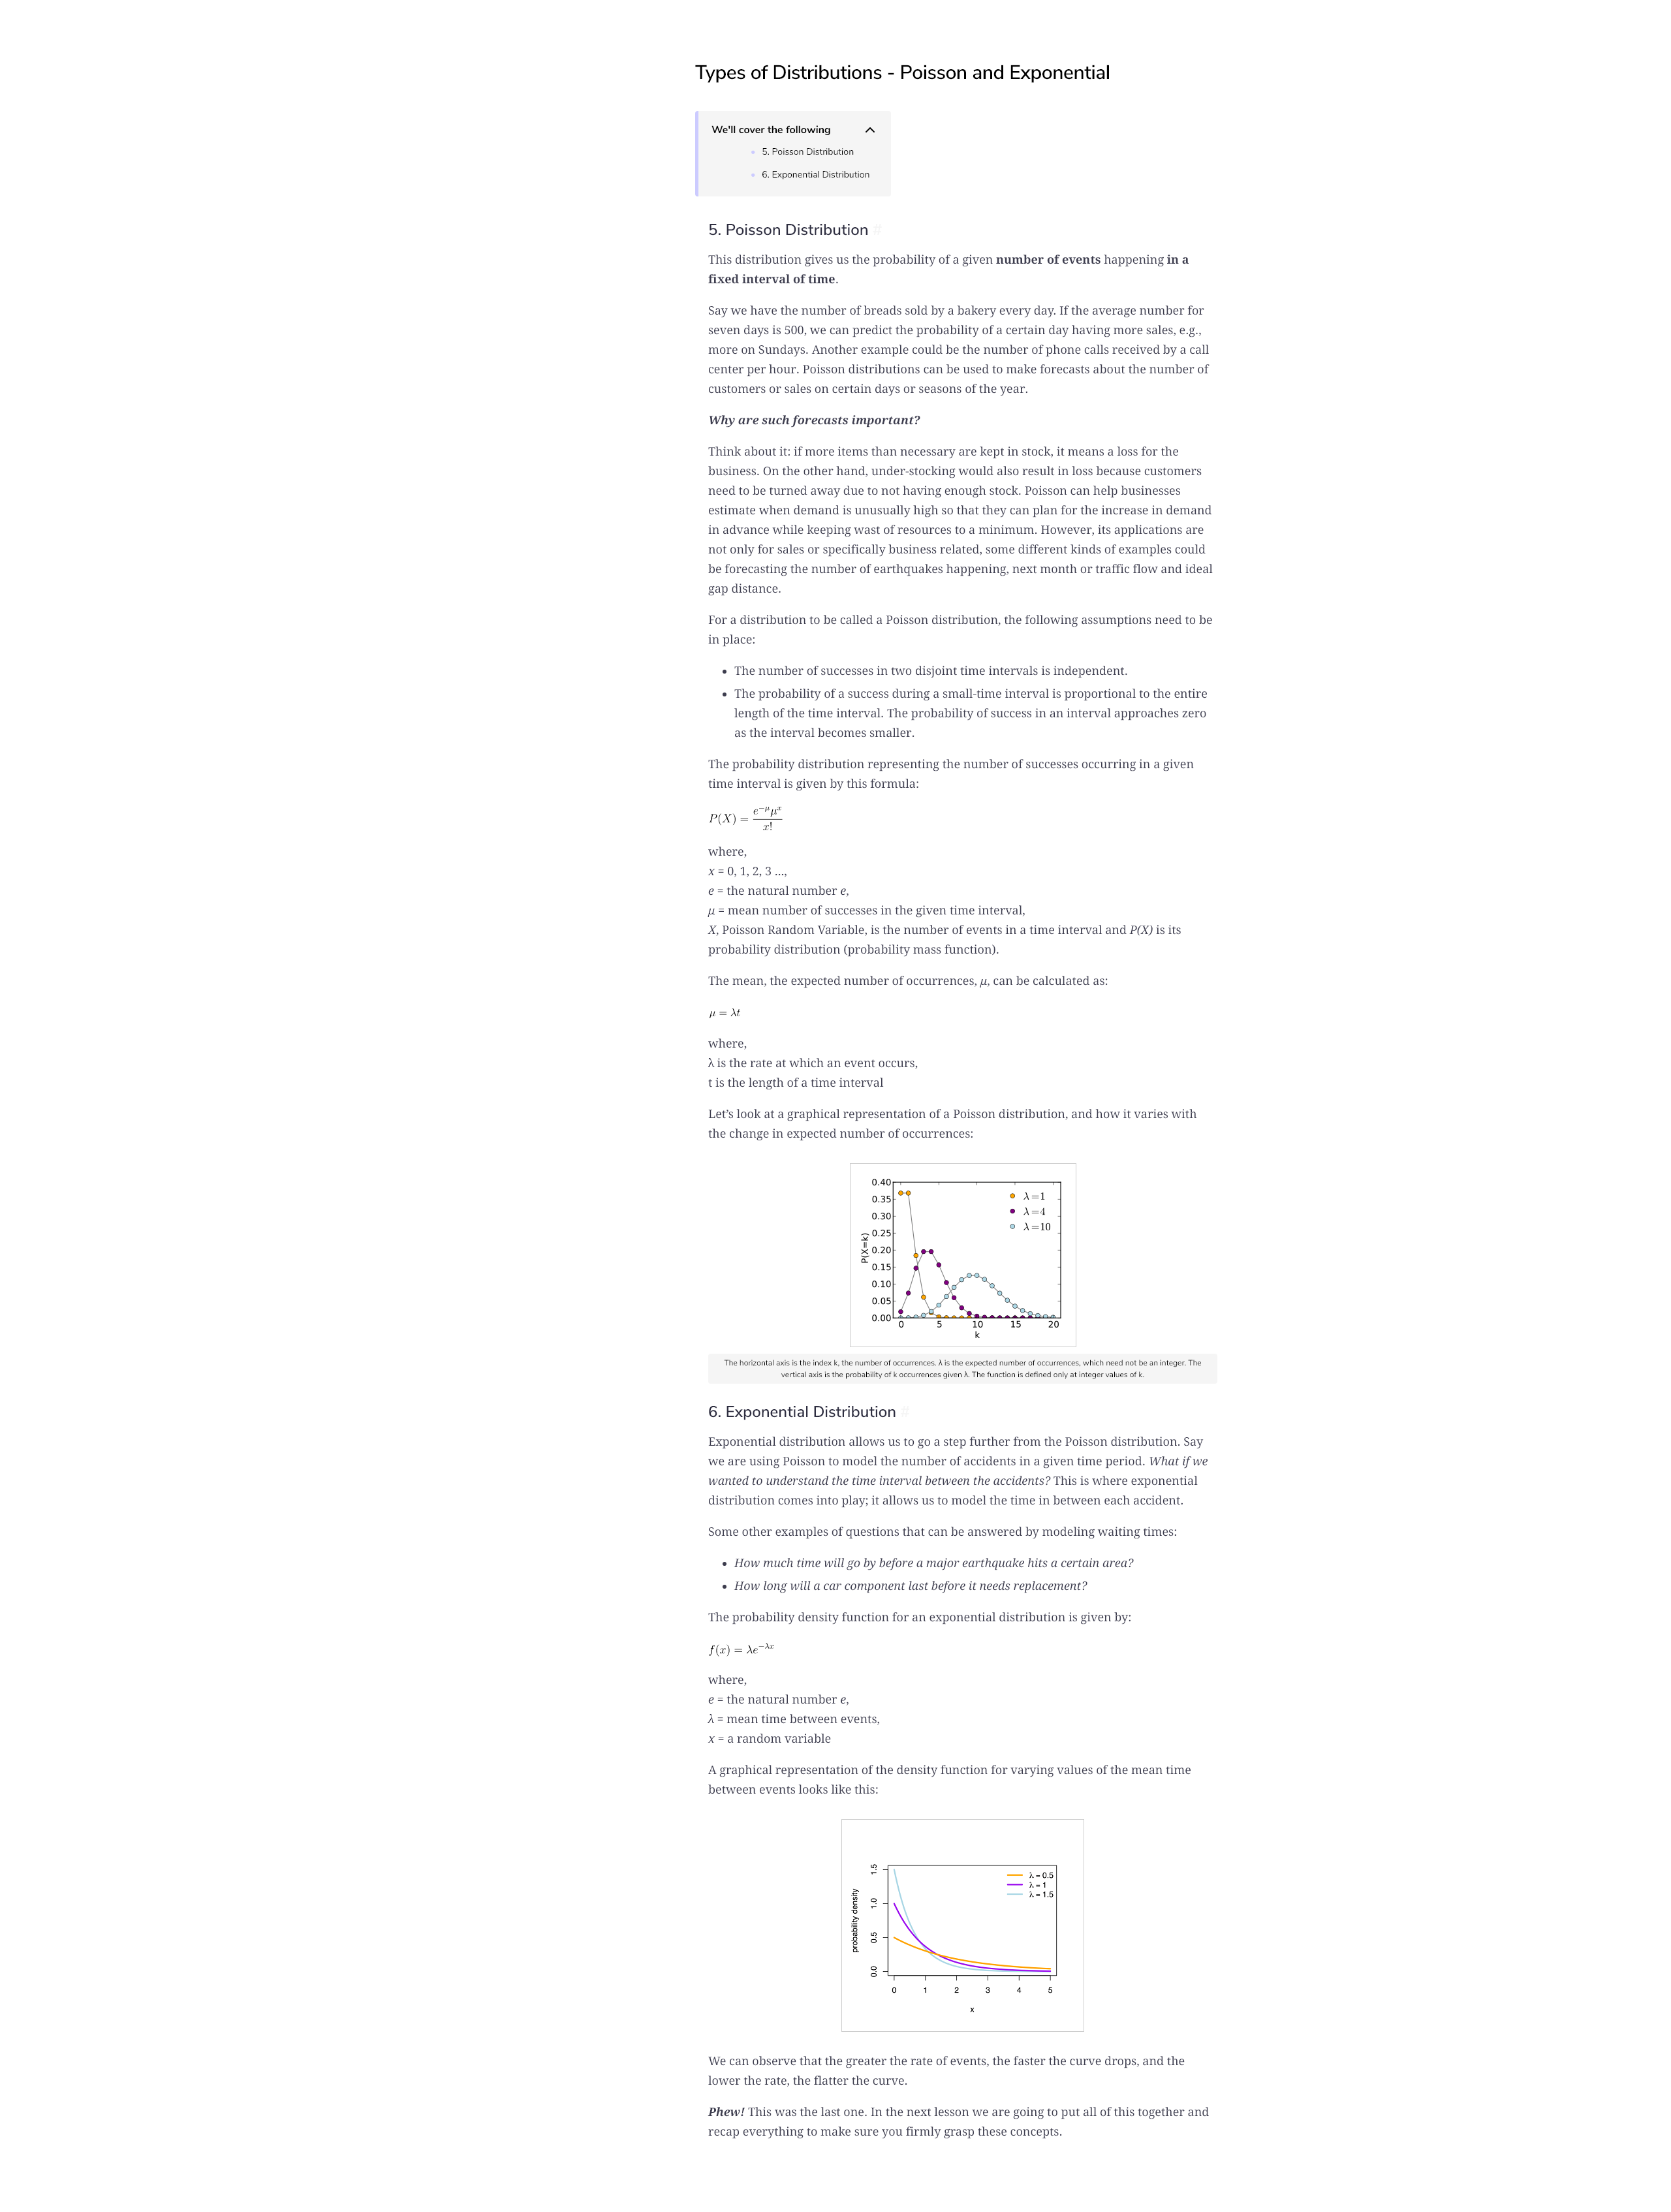 Types of Distributions - Poisson and Exponential
We'll cover the following
5. Poisson Distribution
6. Exponential Distribution
5. Poisson Distribution #
This distribution gives us the probability of a given number of events happening in a
fixed interval of time.
Say we have the number of breads sold by a bakery every day. If the average number for
seven days is 500, we can predict the probability of a certain day having more sales, e.g.,
more on Sundays. Another example could be the number of phone calls received by a call
center per hour. Poisson distributions can be used to make forecasts about the number of
customers or sales on certain days or seasons of the year.
Why are such forecasts important?
Think about it: if more items than necessary are kept in stock, it means a loss for the
business. On the other hand, under-stocking would also result in loss because customers
need to be turned away due to not having enough stock. Poisson can help businesses
estimate when demand is unusually high so that they can plan for the increase in demand
in advance while keeping wast of resources to a minimum. However, its applications are
not only for sales or specifically business related, some different kinds of examples could
be forecasting the number of earthquakes happening, next month or traffic flow and ideal
gap distance.
For a distribution to be called a Poisson distribution, the following assumptions need to be
in place:
• The number of successes in two disjoint time intervals is independent.
• The probability of a success during a small-time interval is proportional to the entire
length of the time interval. The probability of success in an interval approaches zero
as the interval becomes smaller.
The probability distribution representing the number of successes occurring in a given
time interval is given by this formula:
P(X) = e^{−μ}μ^x / x!
where,
x = 0, 1, 2, 3 …,
e = the natural number e,
μ = mean number of successes in the given time interval,
X, Poisson Random Variable, is the number of events in a time interval and P(X) is its
probability distribution (probability mass function).
The mean, the expected number of occurrences, μ, can be calculated as:
μ = λt
where,
λ is the rate at which an event occurs,
t is the length of a time interval
Let's look at a graphical representation of a Poisson distribution, and how it varies with
the change in expected number of occurrences:
0.40
0.35
0.30
0.25
0.20
0.15
0.10
0.05
0.00
P(X=k)
λ=1
λ=4
λ=10
0 5 10 15 20
k
The horizontal axis is the index k, the number of occurrences. λ is the expected number of occurrences, which need not be an integer. The
vertical axis is the probability of k occurrences given λ. The function is defined only at integer values of k.
6. Exponential Distribution #
Exponential distribution allows us to go a step further from the Poisson distribution. Say
we are using Poisson to model the number of accidents in a given time period. What if we
wanted to understand the time interval between the accidents? This is where exponential
distribution comes into play; it allows us to model the time in between each accident.
Some other examples of questions that can be answered by modeling waiting times:
• How much time will go by before a major earthquake hits a certain area?
• How long will a car component last before it needs replacement?
The probability density function for an exponential distribution is given by:
f(x) = λe^{−λx}
where,
e = the natural number e,
λ = mean time between events,
x = a random variable
A graphical representation of the density function for varying values of the mean time
between events looks like this:
1.5
1.0
0.5
0.0
probability density
λ = 0.5
λ = 1
λ = 1.5
0 1 2 3 4 5
x
We can observe that the greater the rate of events, the faster the curve drops, and the
lower the rate, the flatter the curve.
Phew! This was the last one. In the next lesson we are going to put all of this together and
recap everything to make sure you firmly grasp these concepts.